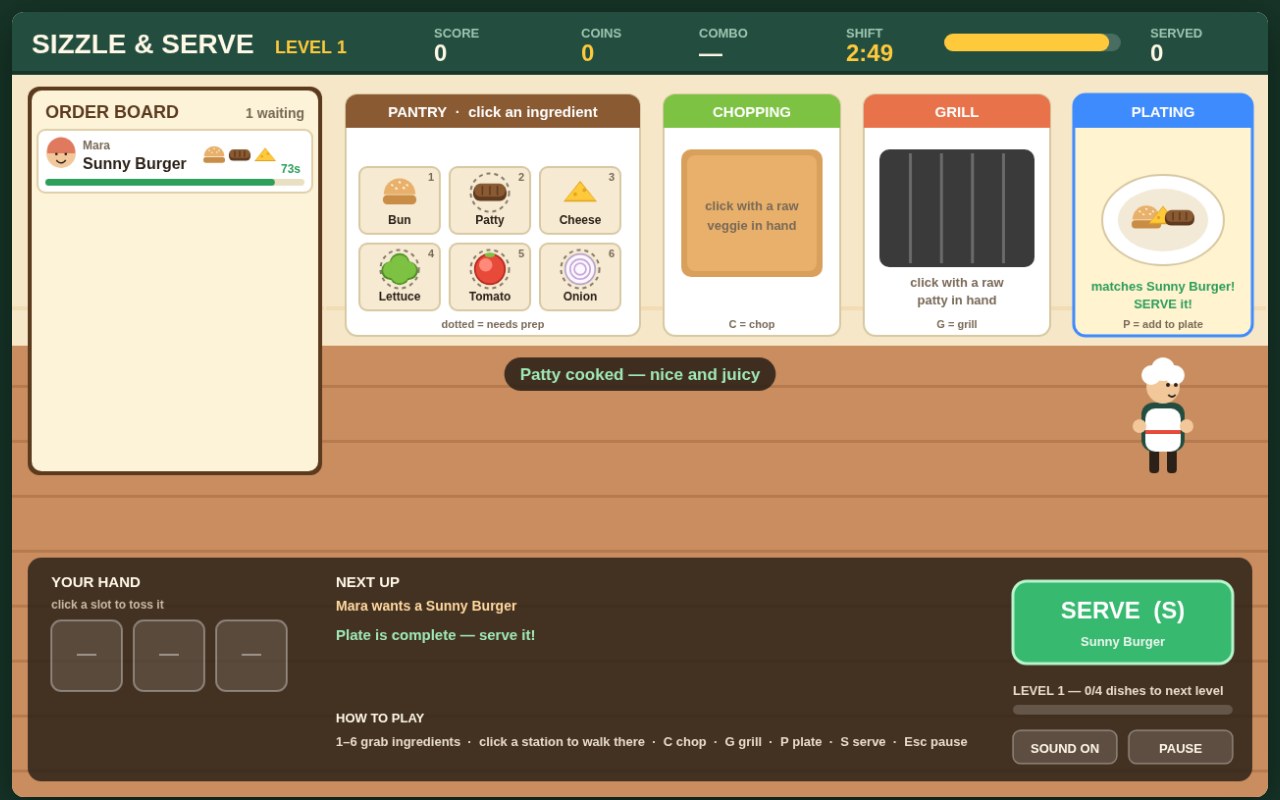 SIZZLE & SERVE LEVEL 1
SCORE
0
COINS
0
COMBO
—
SHIFT
2:49
SERVED
0
ORDER BOARD 1 waiting
Mara
Sunny Burger
73s
PANTRY · click an ingredient
1
Bun
2
Patty
3
Cheese
4
Lettuce
5
Tomato
6
Onion
dotted = needs prep
CHOPPING
click with a raw
veggie in hand
C = chop
GRILL
click with a raw
patty in hand
G = grill
PLATING
matches Sunny Burger!
SERVE it!
P = add to plate
Patty cooked — nice and juicy
YOUR HAND
click a slot to toss it
— — —
NEXT UP
Mara wants a Sunny Burger
Plate is complete — serve it!
HOW TO PLAY
1–6 grab ingredients · click a station to walk there · C chop · G grill · P plate · S serve · Esc pause
SERVE (S)
Sunny Burger
LEVEL 1 — 0/4 dishes to next level
SOUND ON PAUSE